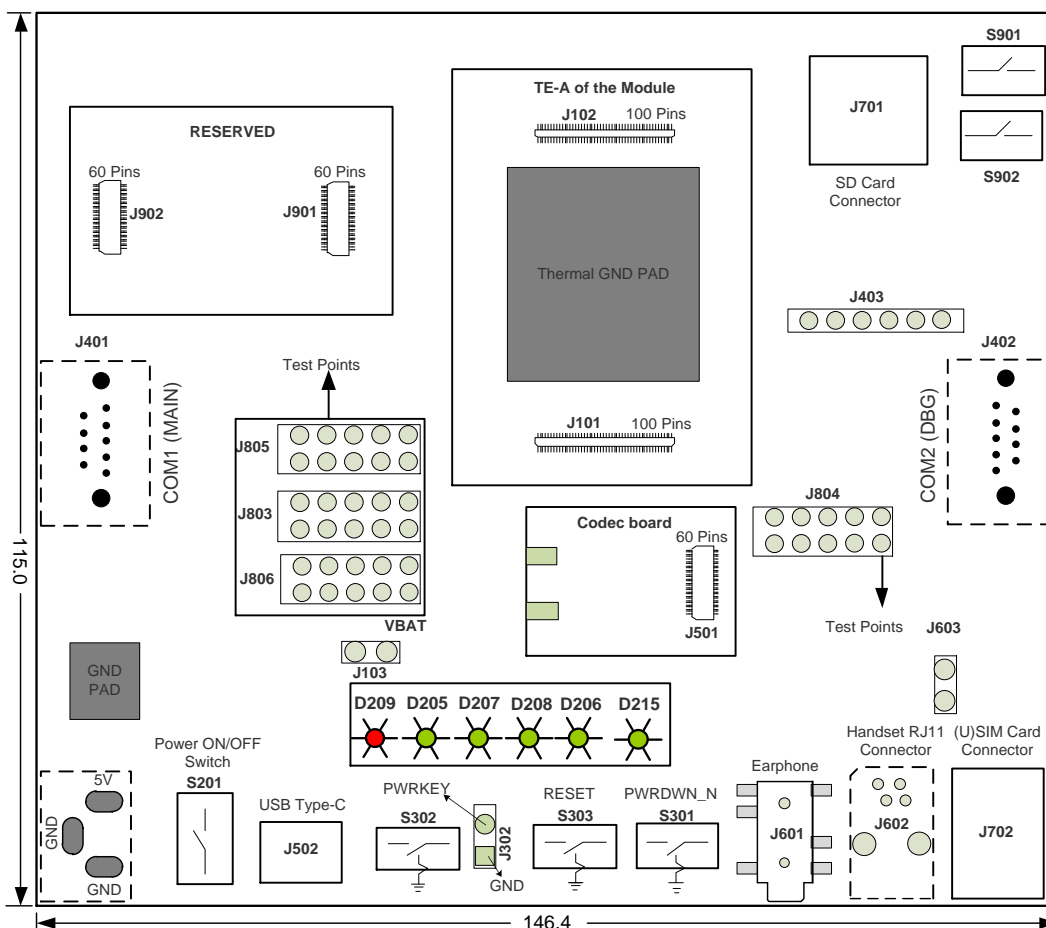 S901
TE-A of the Module
J102 100 Pins
J701
RESERVED
60 Pins
60 Pins
J902
J901
S902
SD Card
Connector
Thermal GND PAD
J403
J401
J402
Test Points
COM1 (MAIN)
COM2 (DBG)
J101 100 Pins
J805
J803
J806
J804
Codec board
60 Pins
J501
115.0
VBAT
J103
Test Points
J603
GND
PAD
D209 D205 D207 D208 D206 D215
Power ON/OFF
Switch
S201
Handset RJ11
Connector
(U)SIM Card
Connector
5V
GND
GND
USB Type-C
J502
PWRKEY
S302
J302
GND
RESET
S303
PWRDWN_N
S301
Earphone
J601
J602
J702
146.4